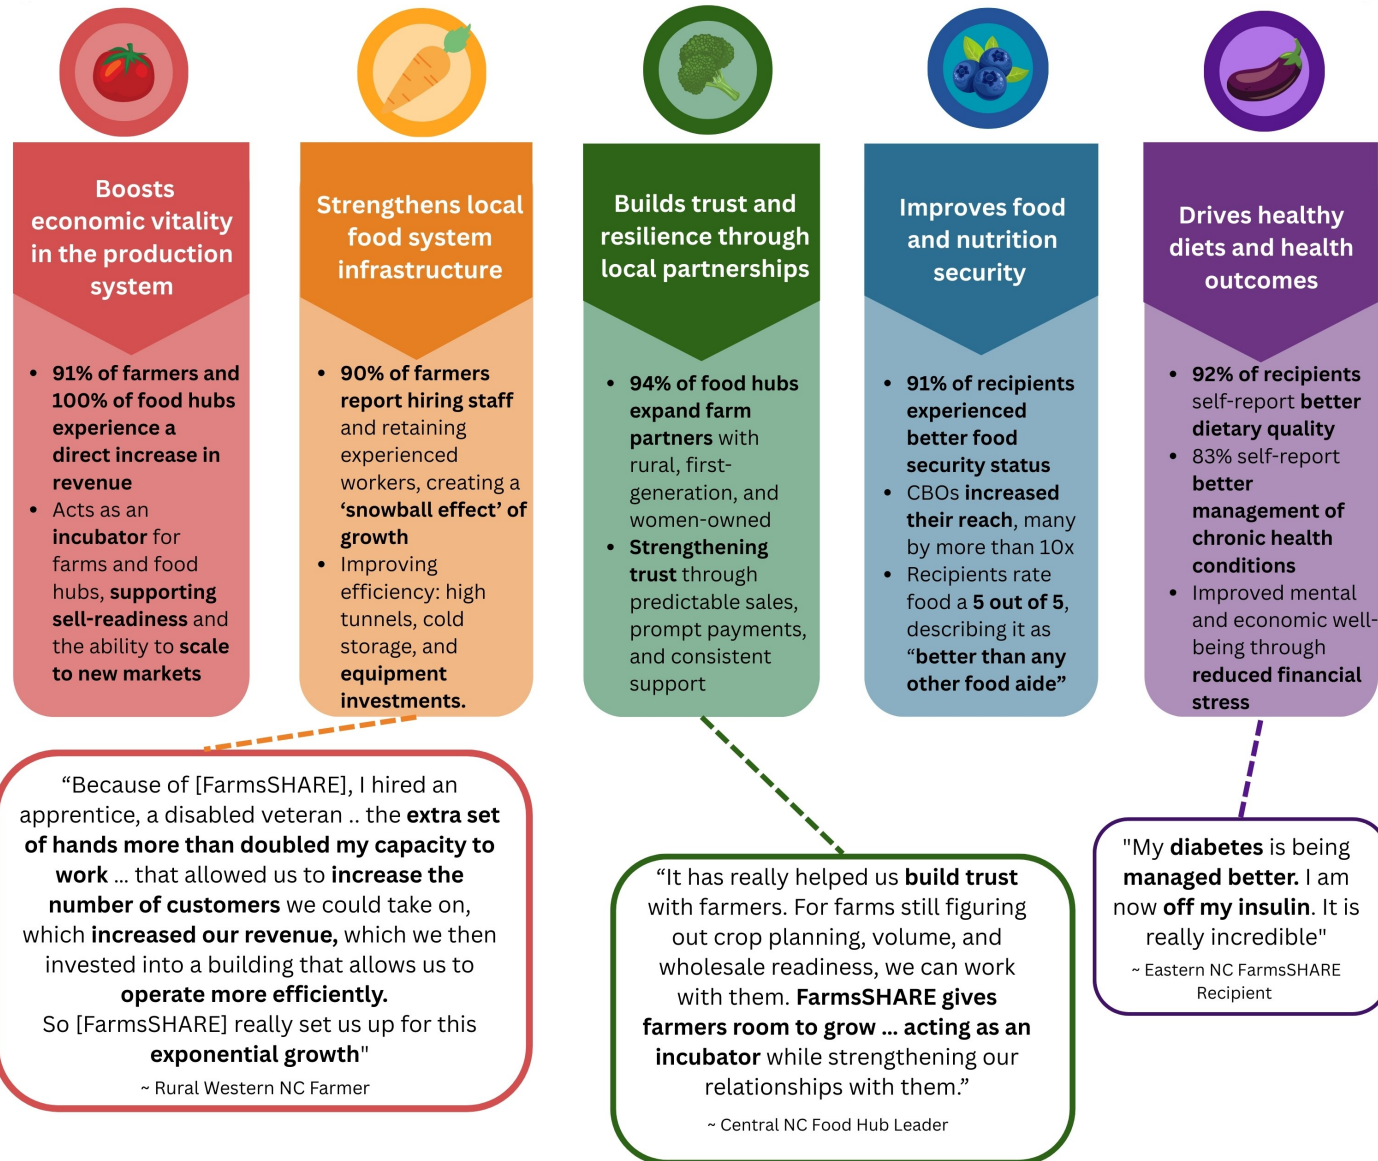 Boosts
economic vitality
in the production
system
• 91% of farmers and
100% of food hubs
experience a
direct increase in
revenue
• Acts as an
incubator for
farms and food
hubs, supporting
sell-readiness and
the ability to scale
to new markets
Strengthens local
food system
infrastructure
• 90% of farmers
report hiring staff
and retaining
experienced
workers, creating a
‘snowball effect’ of
growth
• Improving
efficiency: high
tunnels, cold
storage, and
equipment
investments.
Builds trust and
resilience through
local partnerships
• 94% of food hubs
expand farm
partners with
rural, first-
generation, and
women-owned
• Strengthening
trust through
predictable sales,
prompt payments,
and consistent
support
Improves food
and nutrition
security
• 91% of recipients
experienced
better food
security status
• CBOs increased
their reach, many
by more than 10x
• Recipients rate
food a 5 out of 5,
describing it as
“better than any
other food aide”
Drives healthy
diets and health
outcomes
• 92% of recipients
self-report better
dietary quality
• 83% self-report
better
management of
chronic health
conditions
• Improved mental
and economic well-
being through
reduced financial
stress
“Because of [FarmsSHARE], I hired an
apprentice, a disabled veteran .. the extra set
of hands more than doubled my capacity to
work ... that allowed us to increase the
number of customers we could take on,
which increased our revenue, which we then
invested into a building that allows us to
operate more efficiently.
So [FarmsSHARE] really set us up for this
exponential growth"
~ Rural Western NC Farmer
“It has really helped us build trust
with farmers. For farms still figuring
out crop planning, volume, and
wholesale readiness, we can work
with them. FarmsSHARE gives
farmers room to grow ... acting as an
incubator while strengthening our
relationships with them.”
~ Central NC Food Hub Leader
"My diabetes is being
managed better. I am
now off my insulin. It is
really incredible"
~ Eastern NC FarmsSHARE
Recipient